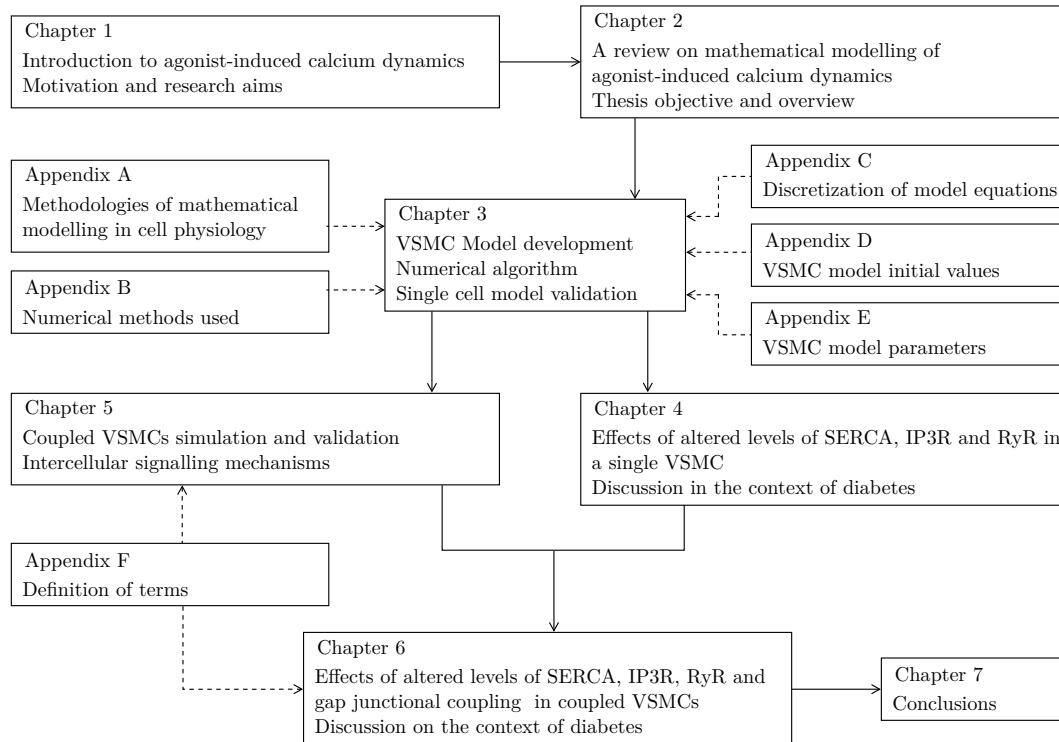 Chapter 1
Introduction to agonist-induced calcium dynamics
Motivation and research aims
Chapter 2
A review on mathematical modelling of
agonist-induced calcium dynamics
Thesis objective and overview
Appendix A
Methodologies of mathematical
modelling in cell physiology
Appendix B
Numerical methods used
Chapter 3
VSMC Model development
Numerical algorithm
Single cell model validation
Appendix C
Discretization of model equations
Appendix D
VSMC model initial values
Appendix E
VSMC model parameters
Chapter 5
Coupled VSMCs simulation and validation
Intercellular signalling mechanisms
Chapter 4
Effects of altered levels of SERCA, IP3R and RyR in
a single VSMC
Discussion in the context of diabetes
Appendix F
Definition of terms
Chapter 6
Effects of altered levels of SERCA, IP3R, RyR and
gap junctional coupling in coupled VSMCs
Discussion on the context of diabetes
Chapter 7
Conclusions